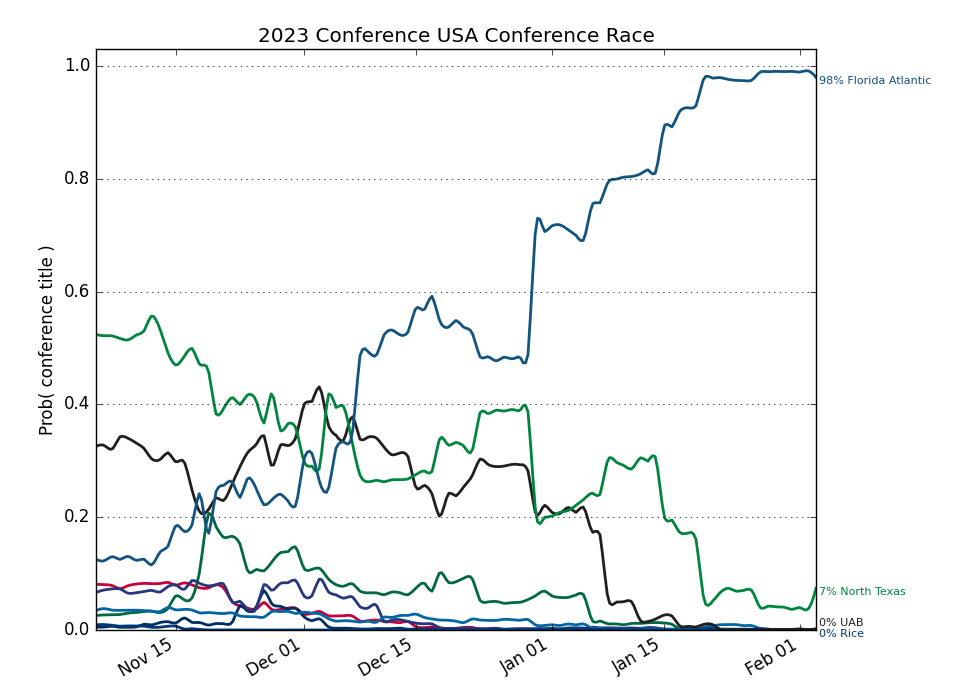 2023 Conference USA Conference Race
Prob( conference title )
1.0
0.8
0.6
0.4
0.2
0.0
98% Florida Atlantic
7% North Texas
0% UAB
0% Rice
Nov 15
Dec 01
Dec 15
Jan 01
Jan 15
Feb 01